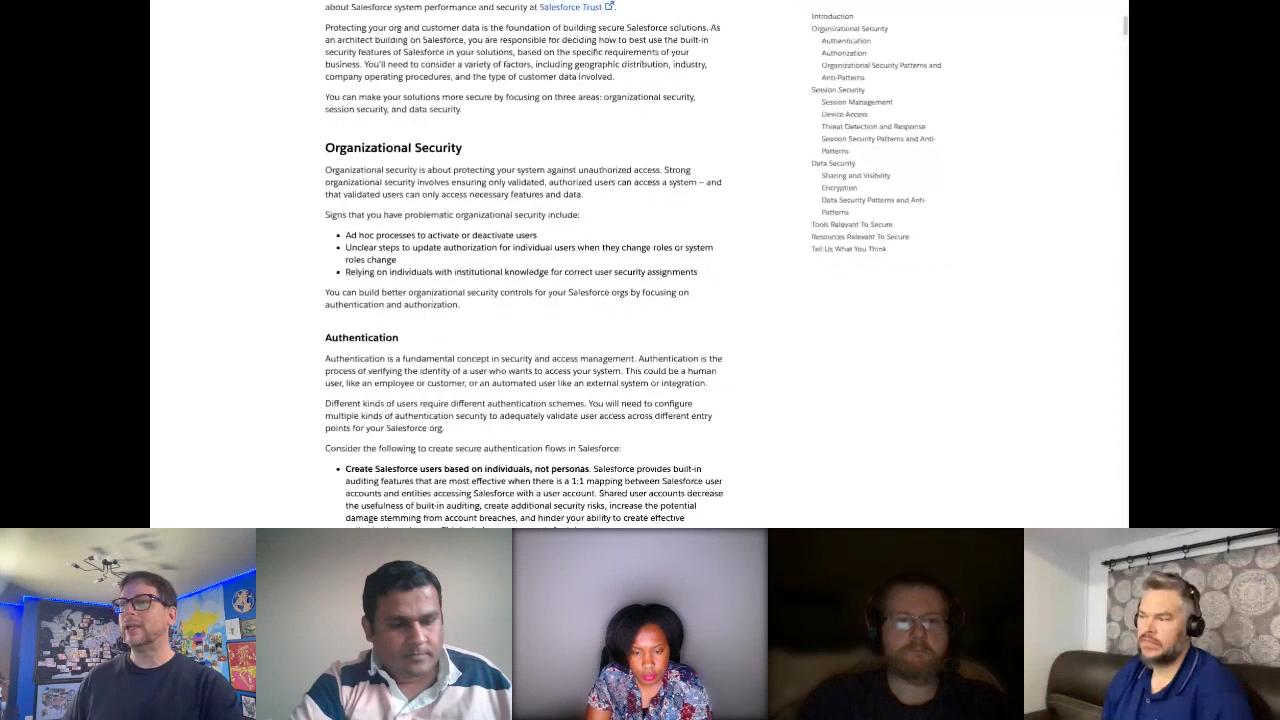 about Salesforce system performance and security at Salesforce Trust.
Protecting your org and customer data is the foundation of building secure Salesforce solutions. As
an architect building on Salesforce, you are responsible for deciding how to best use the built-in
security features of Salesforce in your solutions, based on the specific requirements of your
business. You'll need to consider a variety of factors, including geographic distribution, industry,
company operating procedures, and the type of customer data involved.
You can make your solutions more secure by focusing on three areas: organizational security,
session security, and data security.
Organizational Security
Organizational security is about protecting your system against unauthorized access. Strong
organizational security involves ensuring only validated, authorized users can access a system – and
that validated users can only access necessary features and data.
Signs that you have problematic organizational security include:
• Ad hoc processes to activate or deactivate users
• Unclear steps to update authorization for individual users when they change roles or system
roles change
• Relying on individuals with institutional knowledge for correct user security assignments
You can build better organizational security controls for your Salesforce orgs by focusing on
authentication and authorization.
Authentication
Authentication is a fundamental concept in security and access management. Authentication is the
process of verifying the identity of a user who wants to access your system. This could be a human
user, like an employee or customer, or an automated user like an external system or integration.
Different kinds of users require different authentication schemes. You will need to configure
multiple kinds of authentication security to adequately validate user access across different entry
points for your Salesforce org.
Consider the following to create secure authentication flows in Salesforce:
• Create Salesforce users based on individuals, not personas. Salesforce provides built-in
auditing features that are most effective when there is a 1:1 mapping between Salesforce user
accounts and entities accessing Salesforce with a user account. Shared user accounts decrease
the usefulness of built-in auditing, create additional security risks, increase the potential
damage stemming from account breaches, and hinder your ability to create effective
Introduction
Organizational Security
Authentication
Authorization
Organizational Security Patterns and
Anti-Patterns
Session Security
Session Management
Device Access
Threat Detection and Response
Session Security Patterns and Anti-
Patterns
Data Security
Sharing and Visibility
Encryption
Data Security Patterns and Anti-
Patterns
Tools Relevant To Secure
Resources Relevant To Secure
Tell Us What You Think